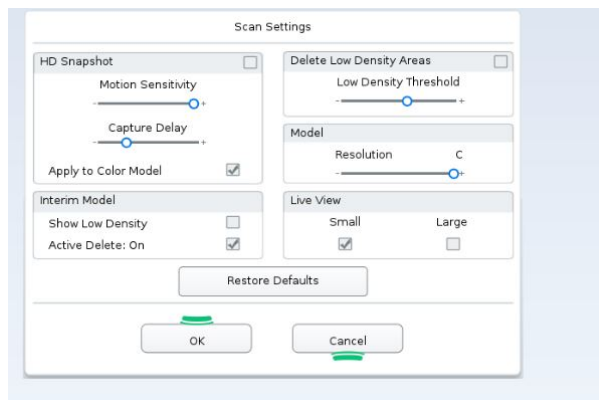 Scan Settings
HD Snapshot
Motion Sensitivity
- +
Capture Delay
- +
Apply to Color Model
Delete Low Density Areas
Low Density Threshold
- +
Model
Resolution C
- +
Interim Model
Show Low Density
Active Delete: On
Live View
Small Large
Restore Defaults
OK Cancel